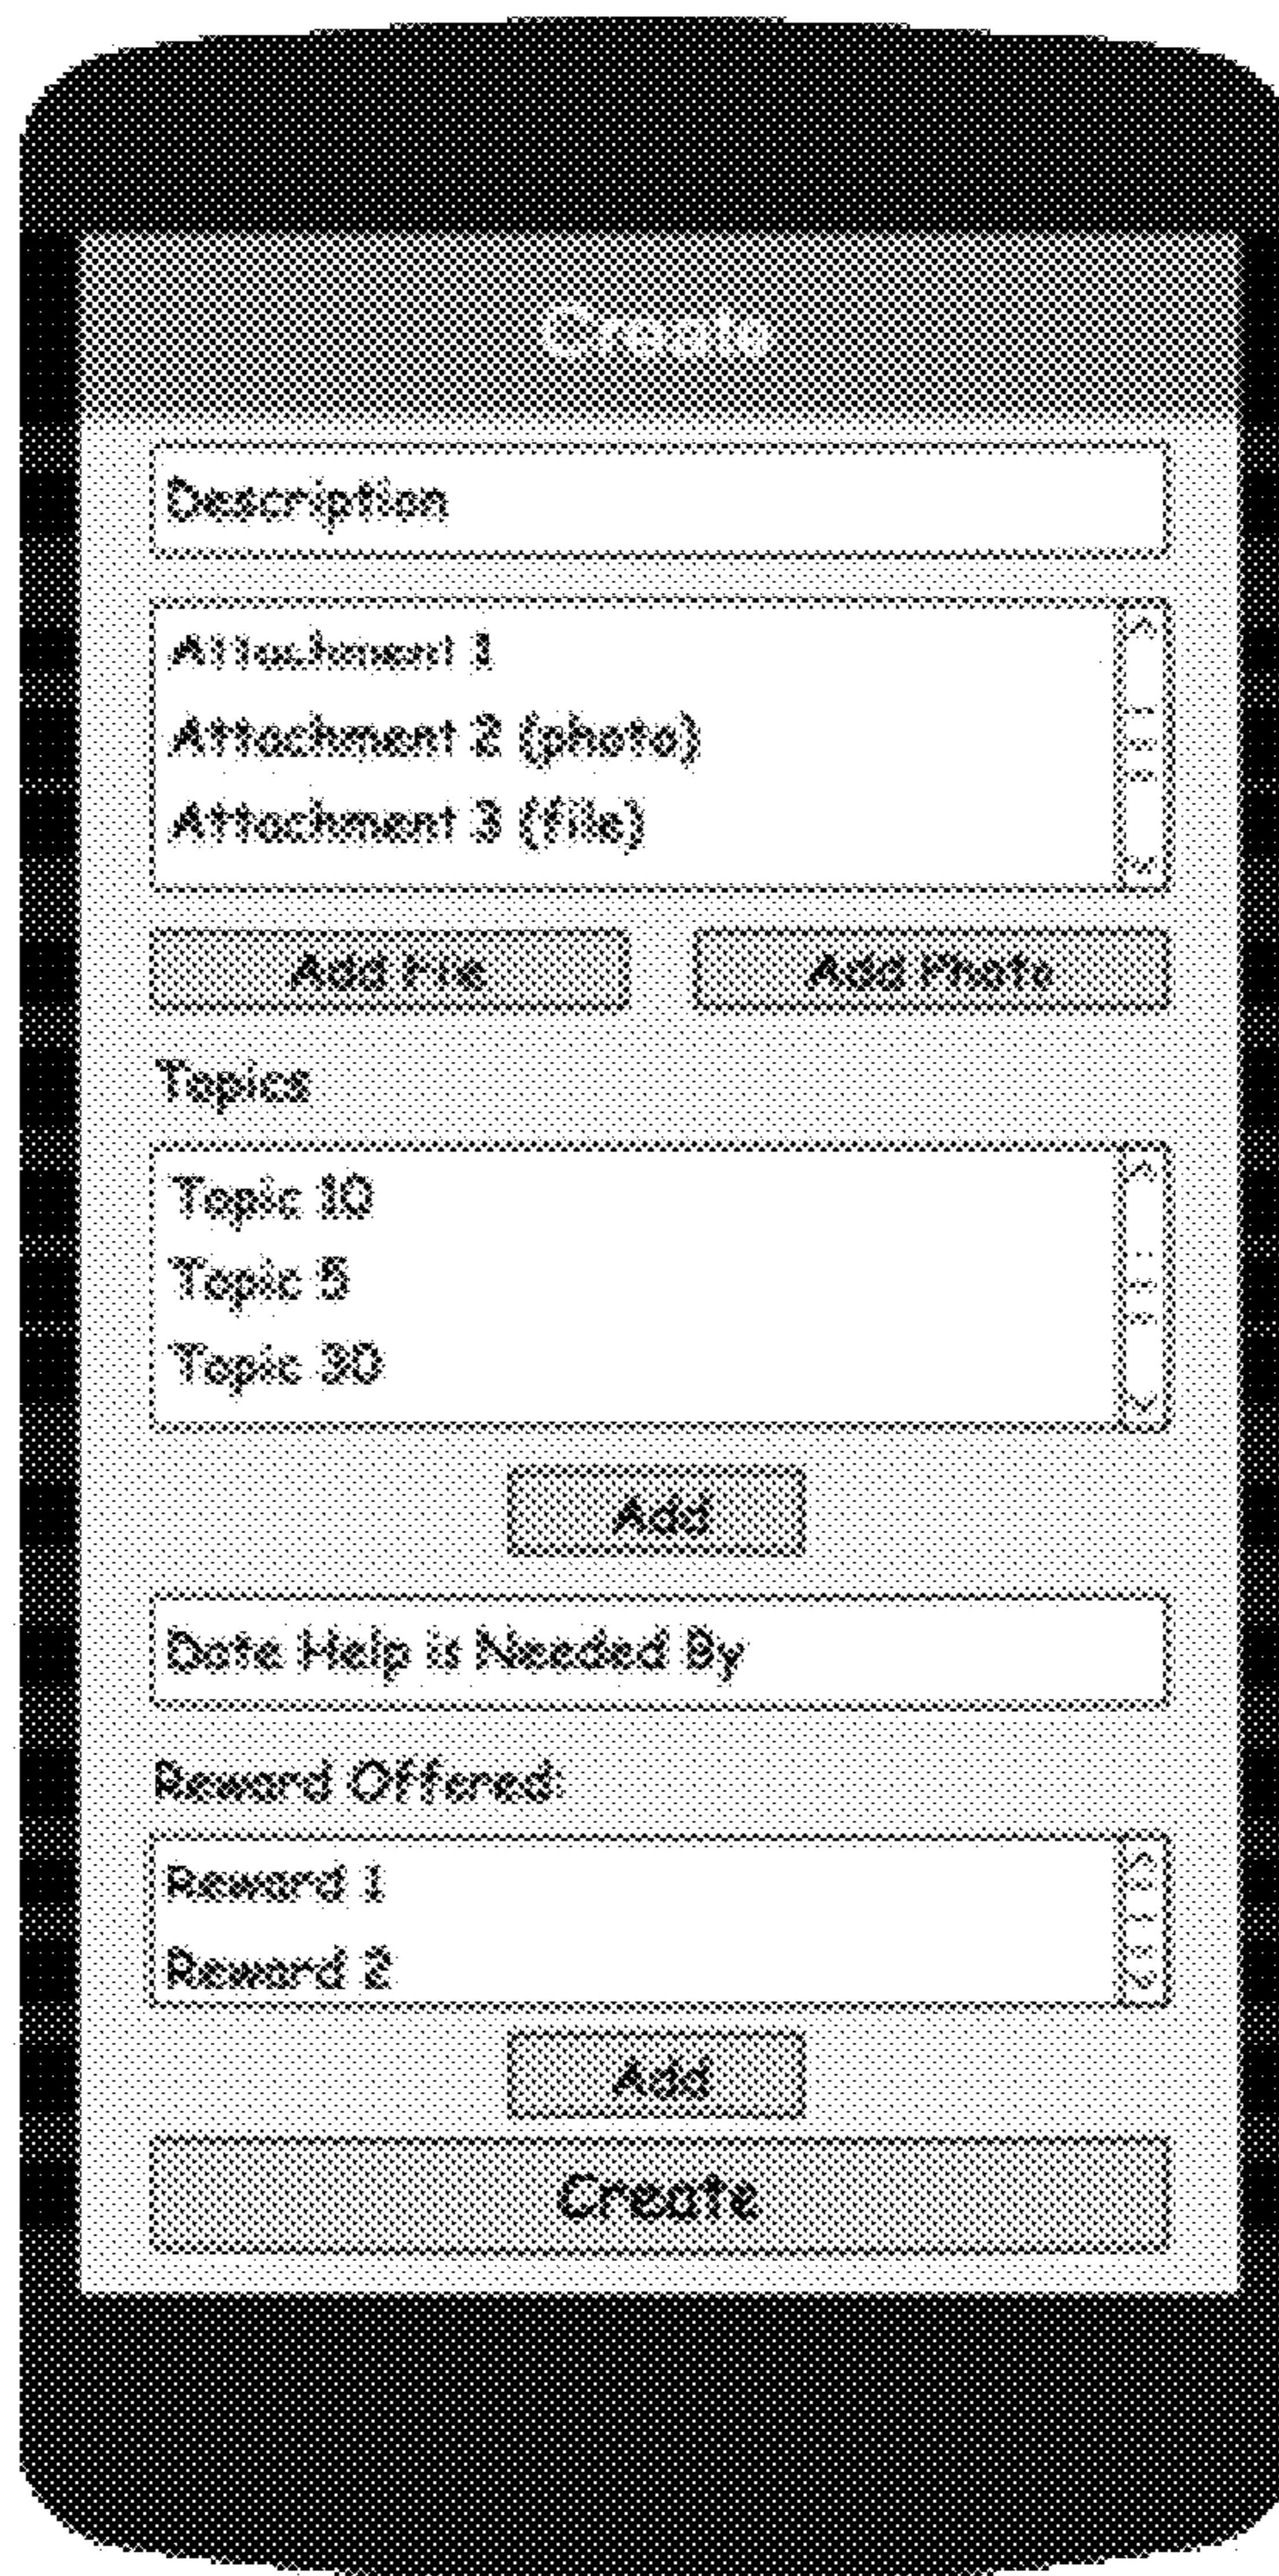 Create
Description
Attachment 1
Attachment 2 (photo)
Attachment 3 (file)
Add File Add Photo
Topics
Topic 10
Topic 5
Topic 30
Add
Date Help is Needed By
Reward Offered:
Reward 1
Reward 2
Add
Create